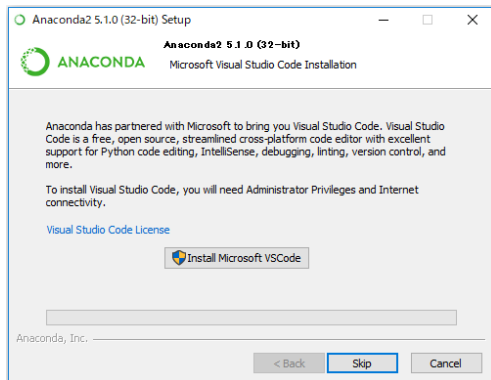 Anaconda2 5.1.0 (32-bit) Setup
Anaconda2 5.1.0 (32-bit)
ANACONDA
Microsoft Visual Studio Code Installation
Anaconda has partnered with Microsoft to bring you Visual Studio Code. Visual Studio
Code is a free, open source, streamlined cross-platform code editor with excellent
support for Python code editing, IntelliSense, debugging, linting, version control, and
more.
To install Visual Studio Code, you will need Administrator Privileges and Internet
connectivity.
Visual Studio Code License
Install Microsoft VSCode
Anaconda, Inc.
< Back
Skip
Cancel